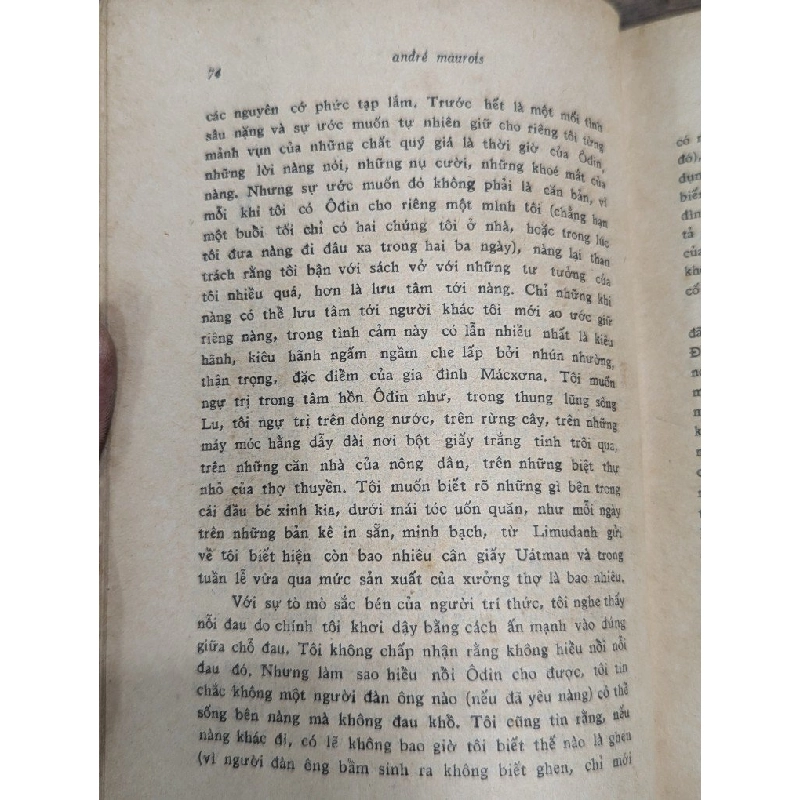 andré maurois
74
các nguyên cớ phức tạp lắm. Trước hết là một mối tình
sâu nặng và sự ước muốn tự nhiên giữ cho riêng tôi từng
mảnh vụn của những chất quý giá là thời giờ của Ôđin,
những lời nàng nói, những nụ cười, những khoé mắt của
nàng. Nhưng sự ước muốn đó không phải là căn bản, vì
mỗi khi tôi có Ôđin cho riêng một mình tôi (chẳng hạn
một buổi tối chỉ có hai chúng tôi ở nhà, hoặc trong lúc
tôi đưa nàng đi đâu xa trong hai ba ngày), nàng lại than
trách rằng tôi bận với sách vở với những tư tưởng của
tôi nhiều quá, hơn là lưu tâm tới nàng. Chỉ những khi
nàng có thể lưu tâm tới người khác tôi mới ao ước giữ
riêng nàng, trong tình cảm này có lẫn nhiều nhất là kiêu
hãnh, kiêu hãnh ngấm ngầm che lấp bởi nhún nhường,
thận trọng, đặc điểm của gia đình Mácxơna. Tôi muốn
ngự trị trong tâm hồn Ôđin như, trong thung lũng sông
Lu, tôi ngự trị trên dòng nước, trên rừng cây, trên những
máy móc hằng dẫy dài nơi bột giấy trắng tinh trôi qua,
trên những căn nhà của nông dân, trên những biệt thự
nhỏ của thợ thuyền. Tôi muốn biết rõ những gì bên trong
cái đầu bé xinh kia, dưới mái tóc uốn quăn, như mỗi ngày
trên những bản kê in sẵn, minh bạch, từ Limudanh gửi
về tôi biết hiện còn bao nhiêu cân giấy Uátman và trong
tuần lễ vừa qua mức sản xuất của xưởng thợ là bao nhiêu.
Với sự tò mò sắc bén của người trí thức, tôi nghe thấy
nỗi đau do chính tôi khơi dậy bằng cách ấn mạnh vào đúng
giữa chỗ đau. Tôi không chấp nhận rằng không hiểu nổi nỗi
đau đó. Nhưng làm sao hiểu nổi Ôđin cho được, tôi tin
chắc không một người đàn ông nào (nếu đã yêu nàng) có thể
sống bên nàng mà không đau khổ. Tôi cũng tin rằng, nếu
nàng khác đi, có lẽ không bao giờ tôi biết thế nào là ghen
(vì người đàn ông bẩm sinh ra không biết ghen, chỉ mới
có
đó),
dụn
biết
đìn
tả
của
khô
cổ
đã
Đ